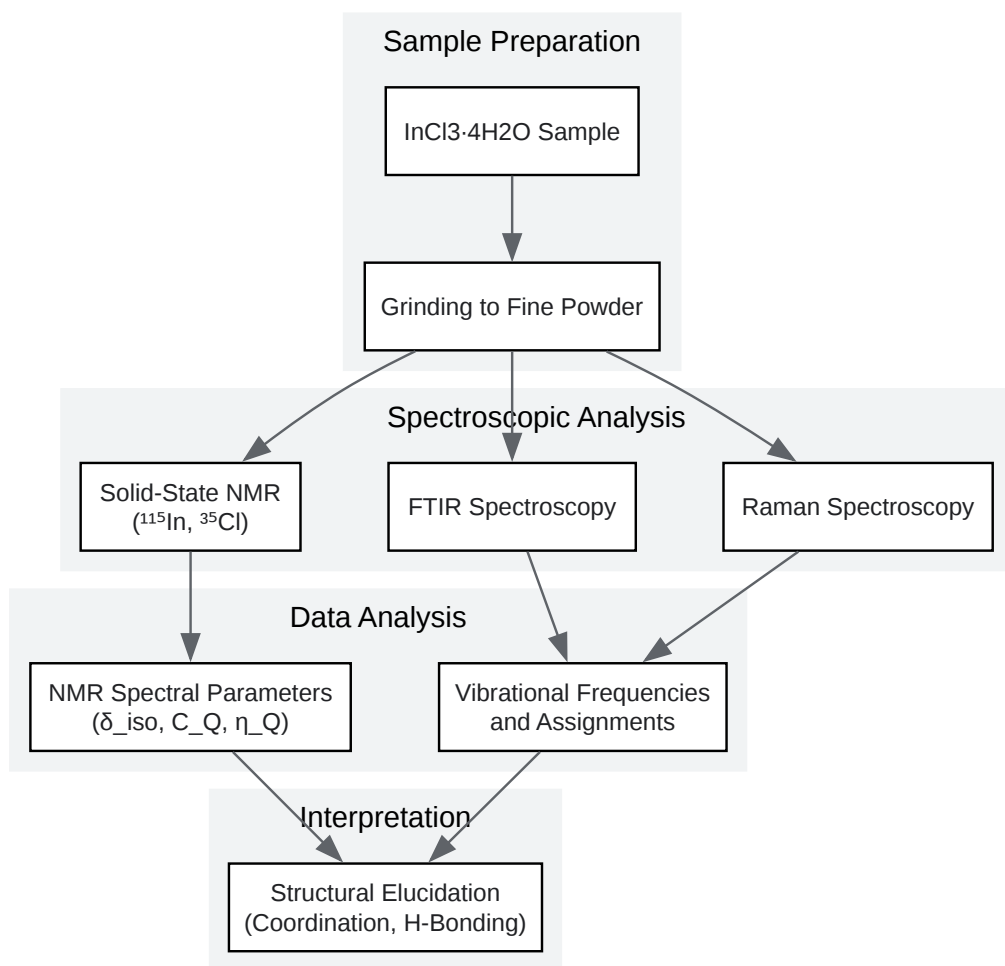 Sample Preparation
InCl3·4H2O Sample
Grinding to Fine Powder
Spectroscopic Analysis
Solid-State NMR
(¹¹⁵In, ³⁵Cl)
FTIR Spectroscopy
Raman Spectroscopy
Data Analysis
NMR Spectral Parameters
(δ_iso, C_Q, η_Q)
Vibrational Frequencies
and Assignments
Interpretation
Structural Elucidation
(Coordination, H-Bonding)